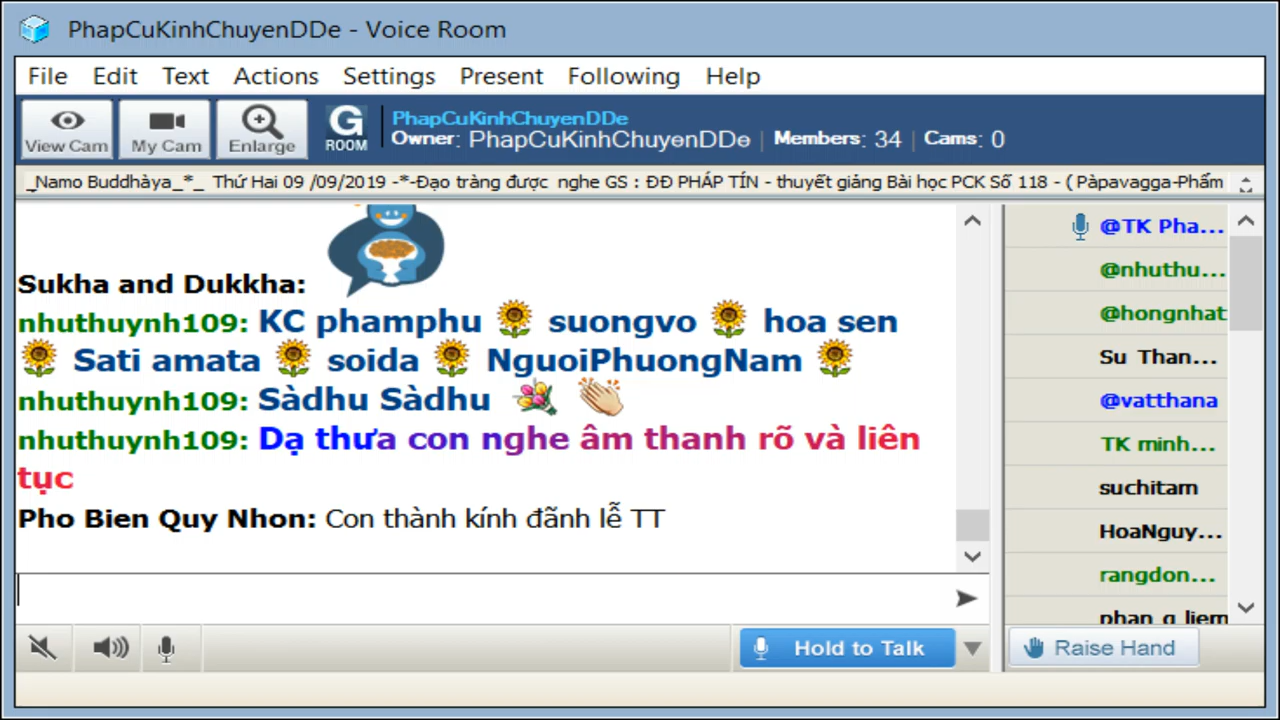 PhapCuKinhChuyenDDe - Voice Room
File Edit Text Actions Settings Present Following Help
View Cam My Cam Enlarge G ROOM
PhapCuKinhChuyenDDe
Owner: PhapCuKinhChuyenDDe | Members: 34 | Cams: 0
_Namo Buddhàya_*_ Thứ Hai 09 /09/2019 -*-Đạo tràng được nghe GS : ĐĐ PHÁP TÍN - thuyết giảng Bài học PCK Số 118 - ( Pàpavagga-Phẩm
Sukha and Dukkha:
nhuthuynh109: KC phamphu suongvo hoa sen
Sati amata soida NguoiPhuongNam
nhuthuynh109: Sàdhu Sàdhu
nhuthuynh109: Dạ thưa con nghe âm thanh rõ và liên
tục
Pho Bien Quy Nhon: Con thành kính đãnh lễ TT
@TK Pha...
@nhuthu...
@hongnhat
Su Than...
@vatthana
TK minh...
suchitam
HoaNguy...
rangdon...
phan q liem
Hold to Talk
Raise Hand